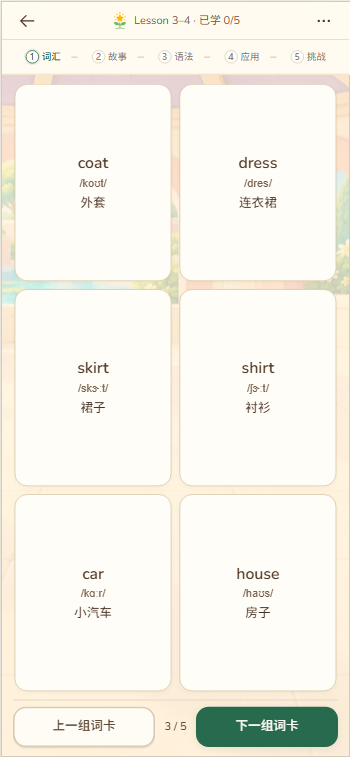 Lesson 3–4 · 已学 0/5
1 词汇 – 2 故事 – 3 语法 – 4 应用 – 5 挑战
coat
/koʊt/
外套
dress
/dres/
连衣裙
skirt
/skɝːt/
裙子
shirt
/ʃɝːt/
衬衫
car
/kɑːr/
小汽车
house
/haʊs/
房子
上一组词卡 3 / 5 下一组词卡